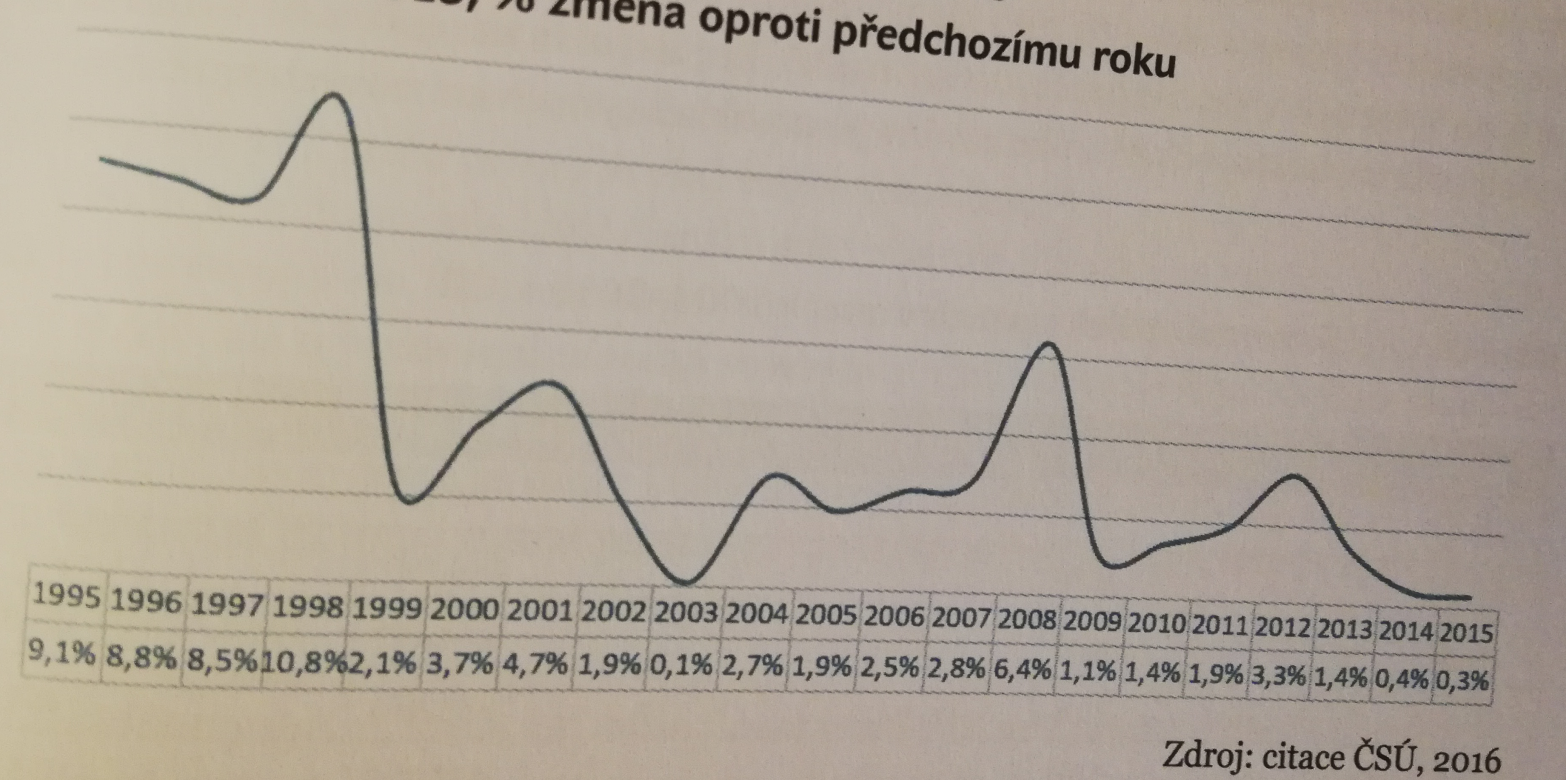 % změna oproti předchozímu roku
1995 1996 1997 1998 1999 2000 2001 2002 2003 2004 2005 2006 2007 2008 2009 2010 2011 2012 2013 2014 2015
9,1% 8,8% 8,5% 10,8% 2,1% 3,7% 4,7% 1,9% 0,1% 2,7% 1,9% 2,5% 2,8% 6,4% 1,1% 1,4% 1,9% 3,3% 1,4% 0,4% 0,3%
Zdroj: citace ČSÚ, 2016